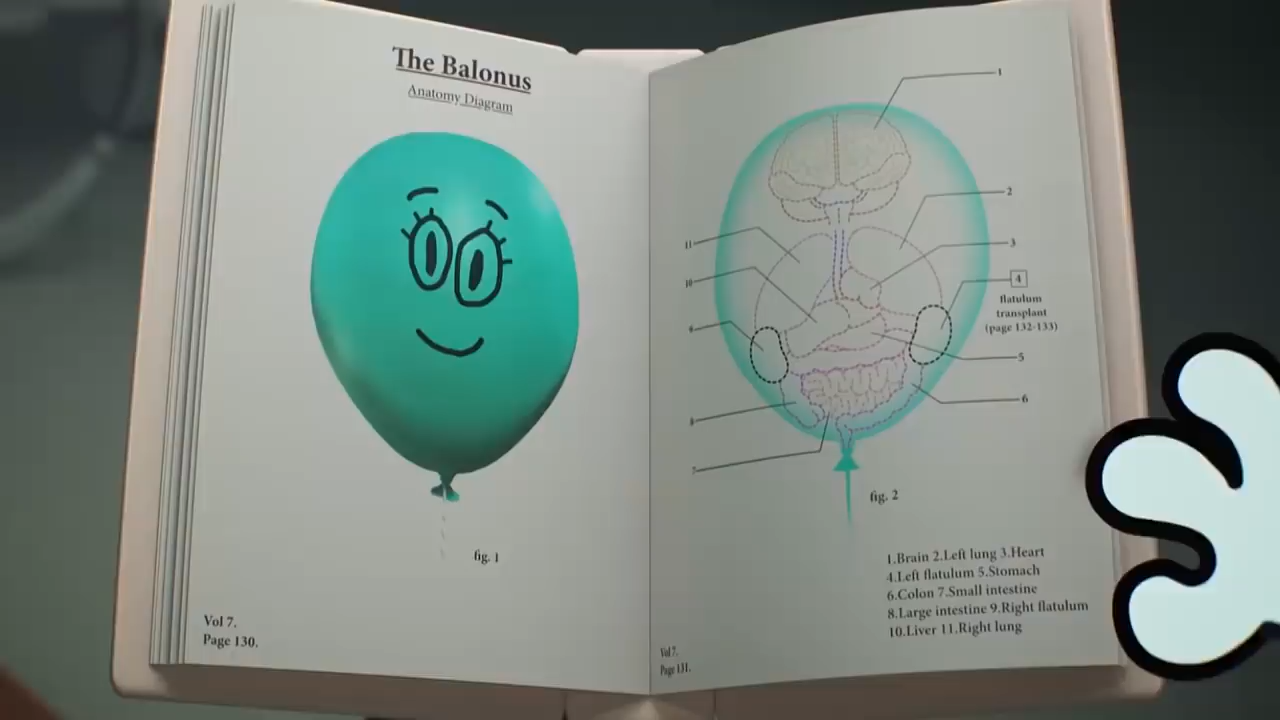 The Balonus
Anatomy Diagram
fig. 1
Vol 7.
Page 130.
1
2
11
3
10
4
flatulum
transplant
(page 132-133)
9
5
6
8
7
fig. 2
1.Brain 2.Left lung 3.Heart
4.Left flatulum 5.Stomach
6.Colon 7.Small intestine
8.Large intestine 9.Right flatulum
10.Liver 11.Right lung
Vol 7.
Page 131.